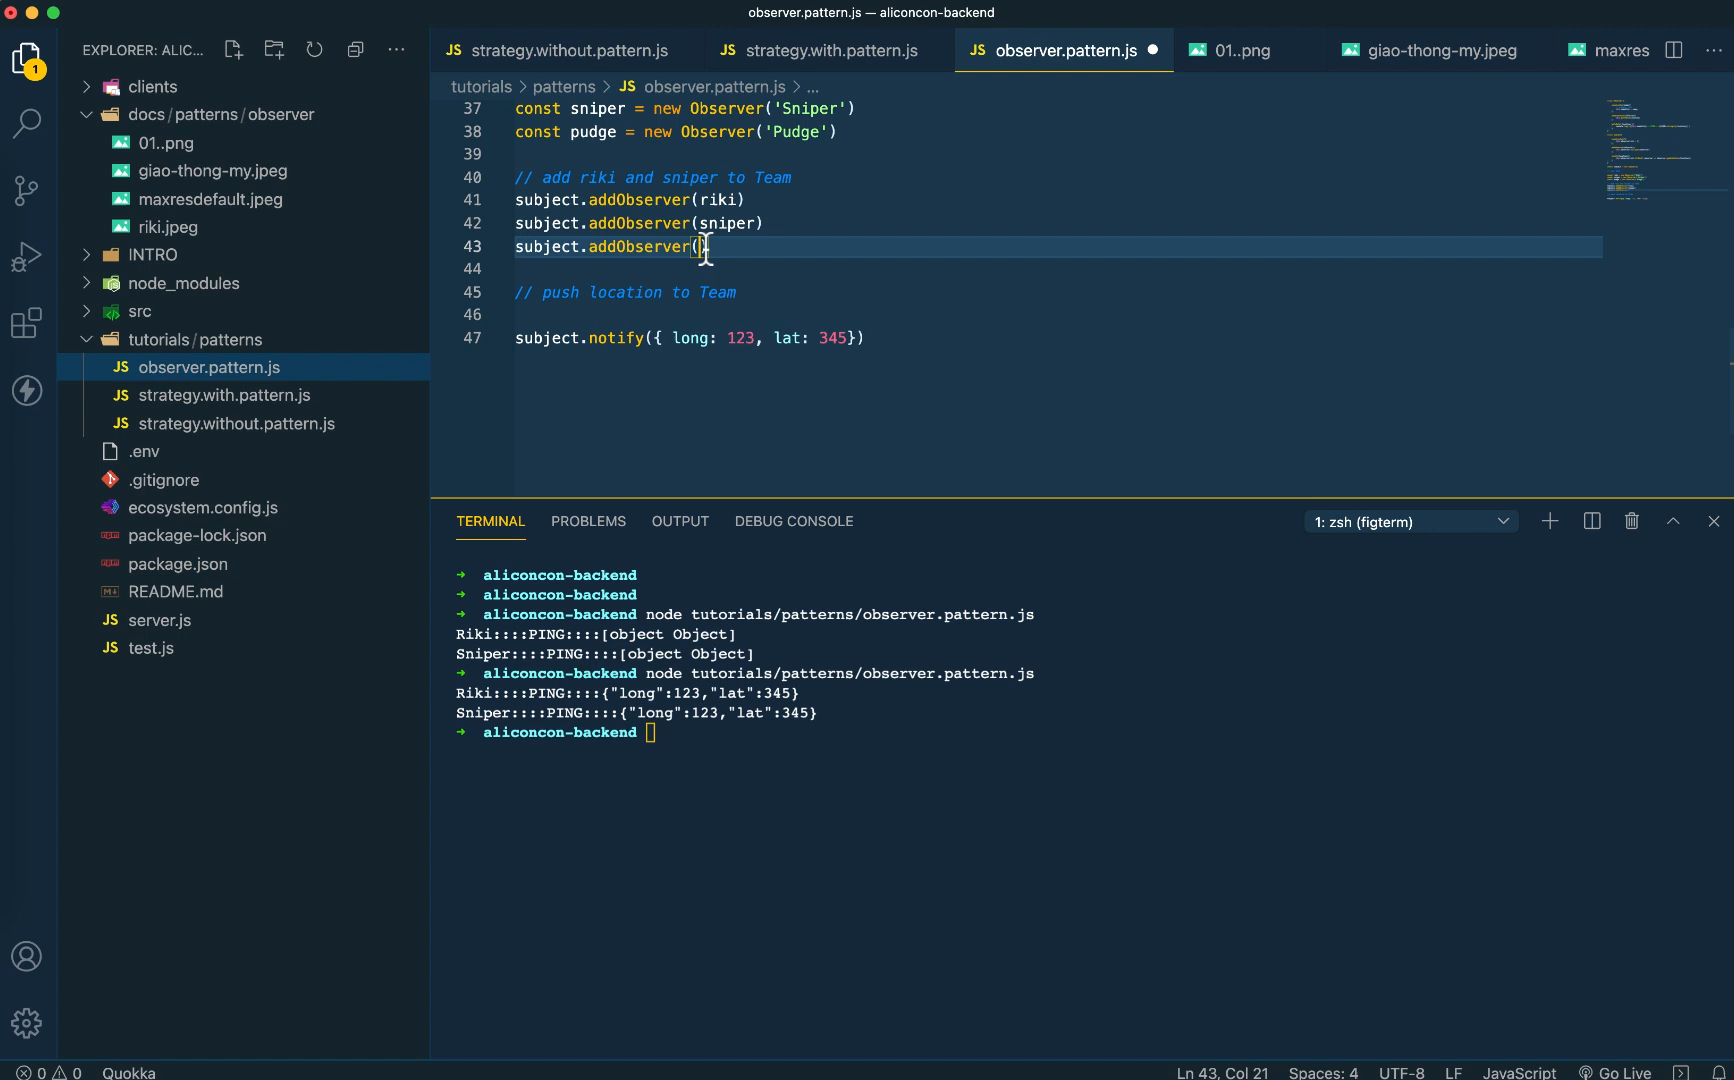 observer.pattern.js — aliconcon-backend
EXPLORER: ALIC...
strategy.without.pattern.js
strategy.with.pattern.js
observer.pattern.js
01..png
giao-thong-my.jpeg
maxres
tutorials > patterns > JS observer.pattern.js > ...
1
clients
docs/patterns/observer
01..png
giao-thong-my.jpeg
maxresdefault.jpeg
riki.jpeg
INTRO
node_modules
src
tutorials/patterns
JS observer.pattern.js
JS strategy.with.pattern.js
JS strategy.without.pattern.js
.env
.gitignore
ecosystem.config.js
package-lock.json
package.json
README.md
JS server.js
JS test.js
37 const sniper = new Observer('Sniper')
38 const pudge = new Observer('Pudge')
39
40 // add riki and sniper to Team
41 subject.addObserver(riki)
42 subject.addObserver(sniper)
43 subject.addObserver()
44
45 // push location to Team
46
47 subject.notify({ long: 123, lat: 345})
TERMINAL PROBLEMS OUTPUT DEBUG CONSOLE 1: zsh (figterm)
➜ aliconcon-backend
➜ aliconcon-backend
➜ aliconcon-backend node tutorials/patterns/observer.pattern.js
Riki::::PING::::[object Object]
Sniper::::PING::::[object Object]
➜ aliconcon-backend node tutorials/patterns/observer.pattern.js
Riki::::PING::::{"long":123,"lat":345}
Sniper::::PING::::{"long":123,"lat":345}
➜ aliconcon-backend
0 0 Quokka Ln 43, Col 21 Spaces: 4 UTF-8 LF JavaScript Go Live